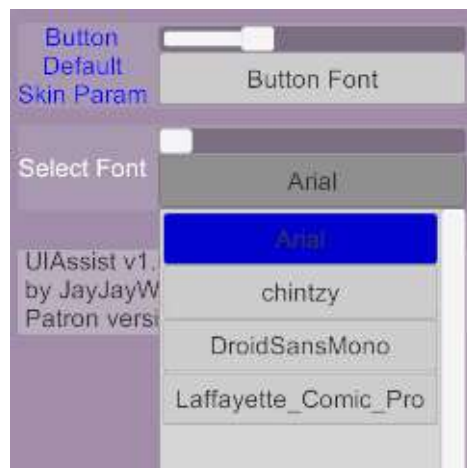 Button
Default
Skin Param
Button Font
Select Font
Arial
Arial
chintzy
DroidSansMono
Laffayette_Comic_Pro
UIAssist v1.
by JayJayW
Patron versi